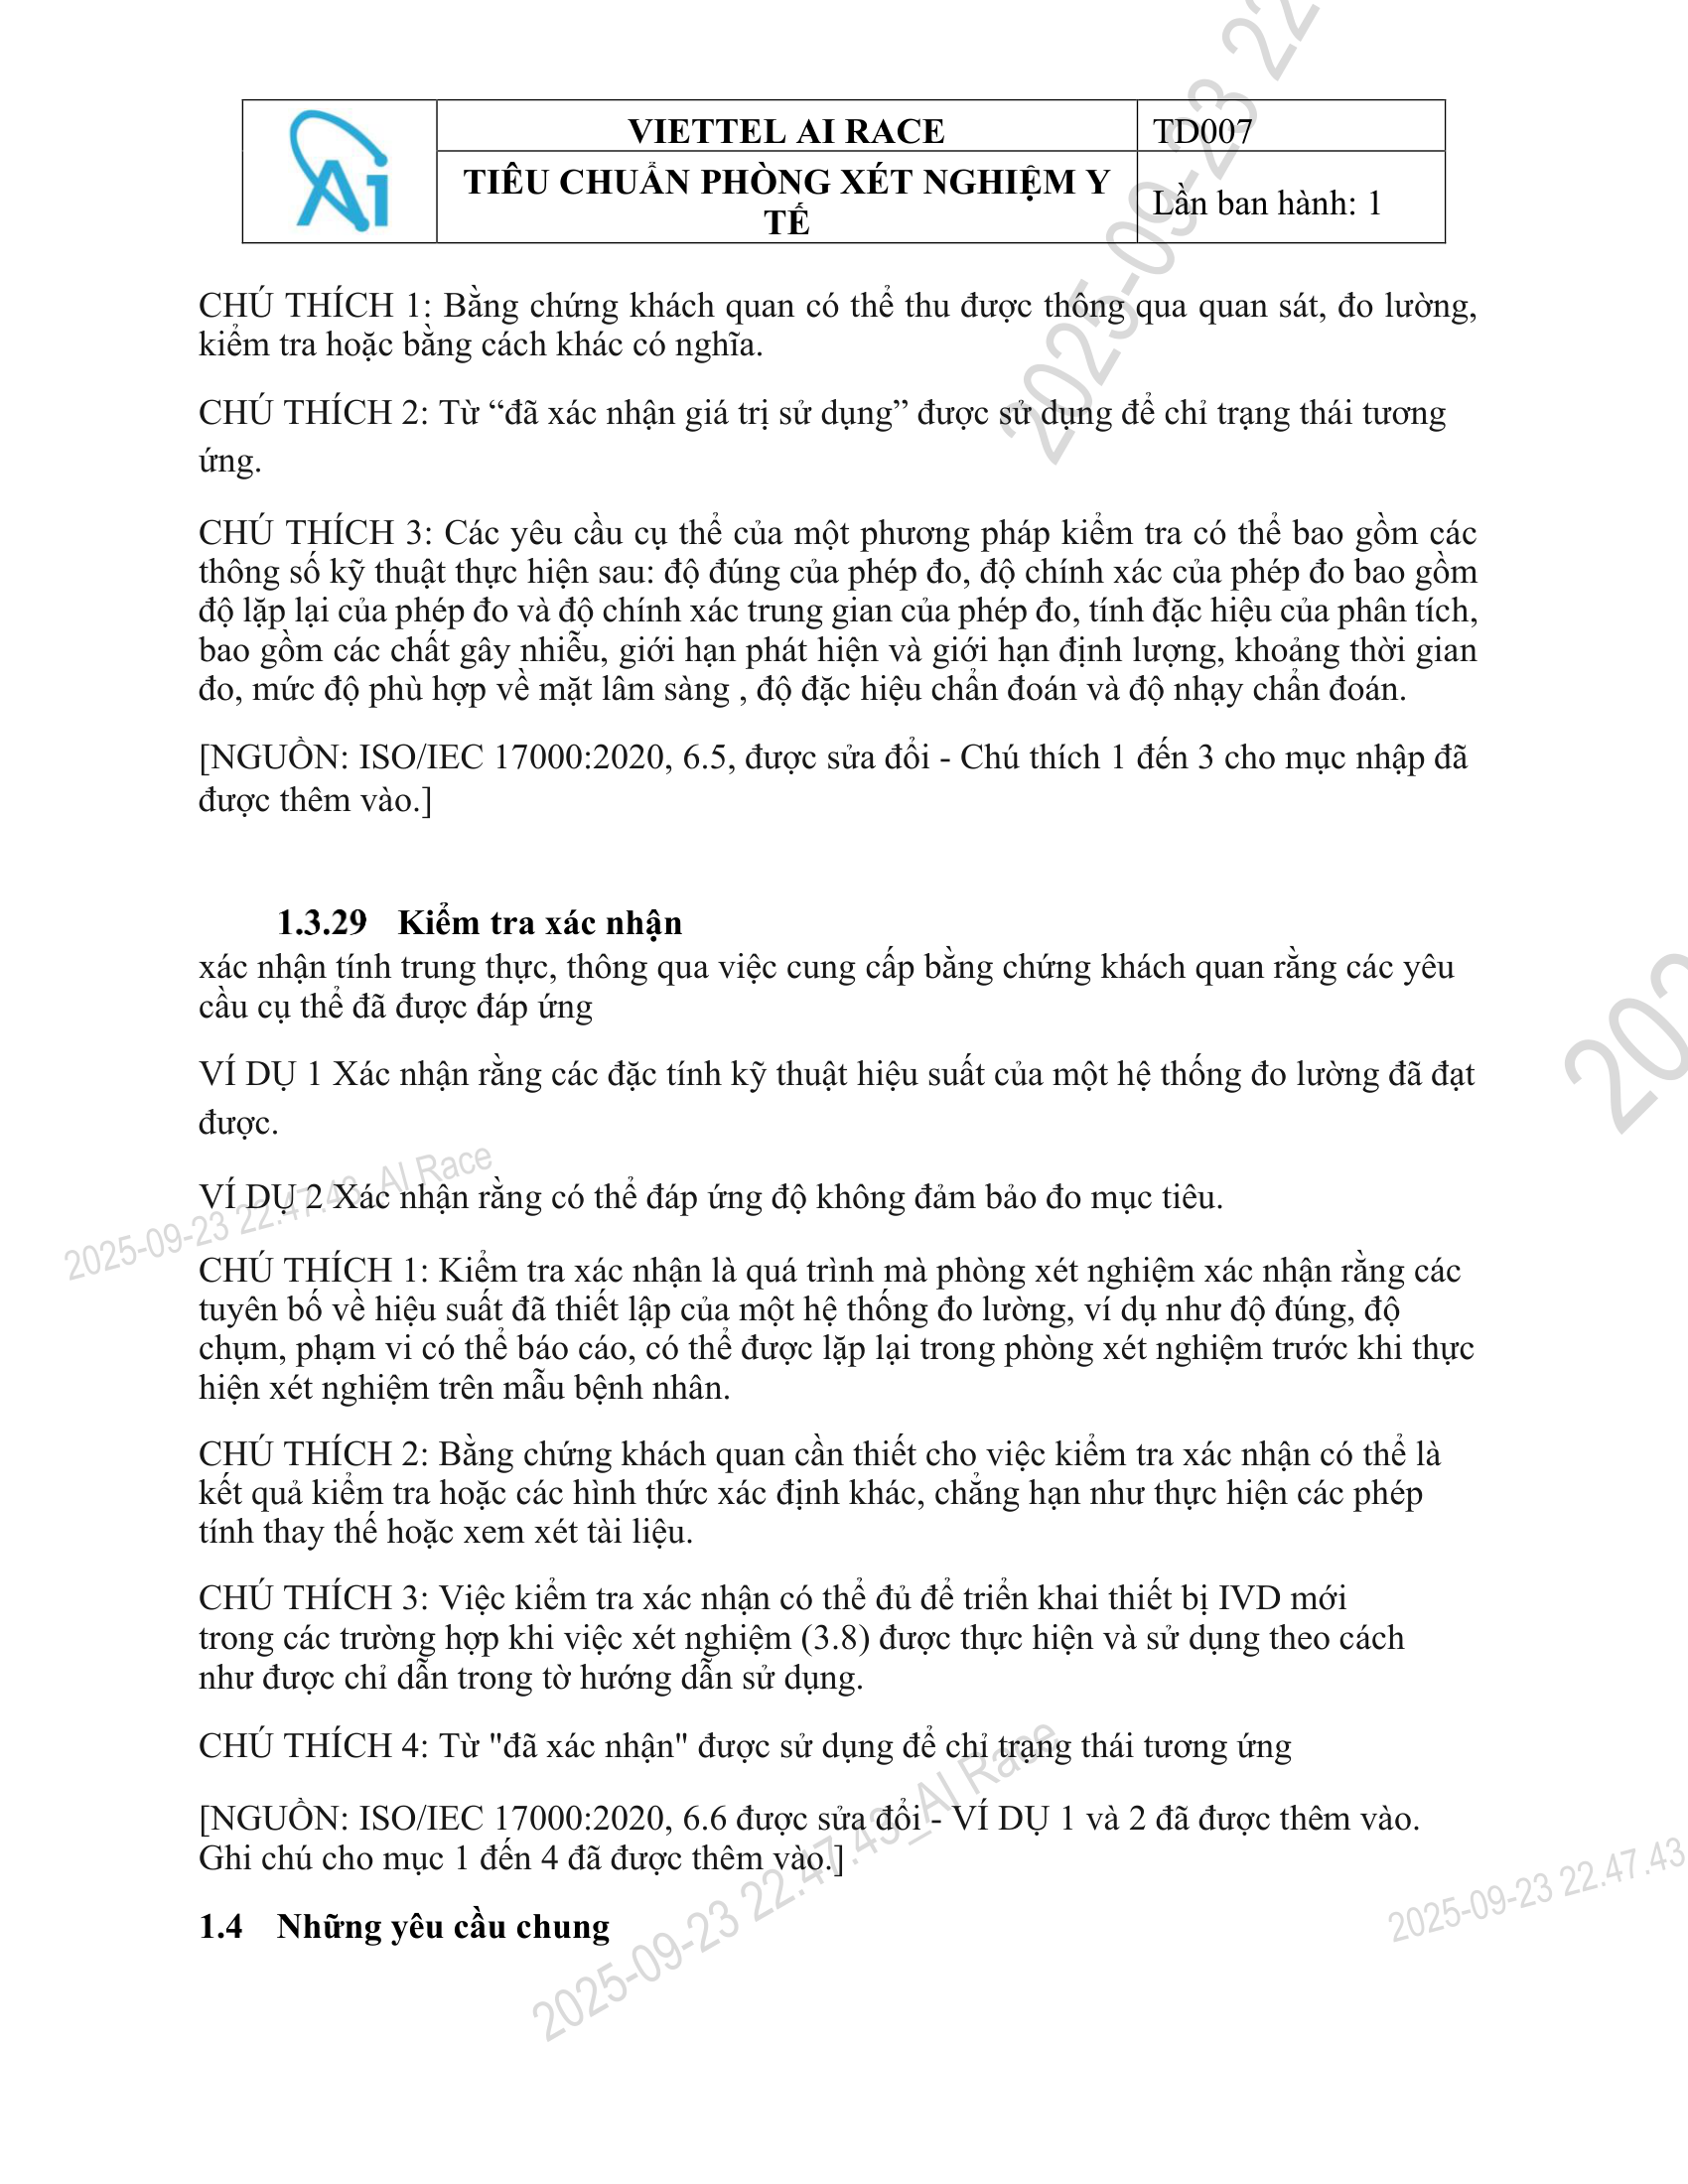 Ai
VIETTEL AI RACE
TD007
TIÊU CHUẨN PHÒNG XÉT NGHIỆM Y
TẾ
Lần ban hành: 1
CHÚ THÍCH 1: Bằng chứng khách quan có thể thu được thông qua quan sát, đo lường,
kiểm tra hoặc bằng cách khác có nghĩa.
CHÚ THÍCH 2: Từ “đã xác nhận giá trị sử dụng” được sử dụng để chỉ trạng thái tương
ứng.
CHÚ THÍCH 3: Các yêu cầu cụ thể của một phương pháp kiểm tra có thể bao gồm các
thông số kỹ thuật thực hiện sau: độ đúng của phép đo, độ chính xác của phép đo bao gồm
độ lặp lại của phép đo và độ chính xác trung gian của phép đo, tính đặc hiệu của phân tích,
bao gồm các chất gây nhiễu, giới hạn phát hiện và giới hạn định lượng, khoảng thời gian
đo, mức độ phù hợp về mặt lâm sàng , độ đặc hiệu chẩn đoán và độ nhạy chẩn đoán.
[NGUỒN: ISO/IEC 17000:2020, 6.5, được sửa đổi - Chú thích 1 đến 3 cho mục nhập đã
được thêm vào.]
1.3.29 Kiểm tra xác nhận
xác nhận tính trung thực, thông qua việc cung cấp bằng chứng khách quan rằng các yêu
cầu cụ thể đã được đáp ứng
VÍ DỤ 1 Xác nhận rằng các đặc tính kỹ thuật hiệu suất của một hệ thống đo lường đã đạt
được.
VÍ DỤ 2 Xác nhận rằng có thể đáp ứng độ không đảm bảo đo mục tiêu.
CHÚ THÍCH 1: Kiểm tra xác nhận là quá trình mà phòng xét nghiệm xác nhận rằng các
tuyên bố về hiệu suất đã thiết lập của một hệ thống đo lường, ví dụ như độ đúng, độ
chụm, phạm vi có thể báo cáo, có thể được lặp lại trong phòng xét nghiệm trước khi thực
hiện xét nghiệm trên mẫu bệnh nhân.
CHÚ THÍCH 2: Bằng chứng khách quan cần thiết cho việc kiểm tra xác nhận có thể là
kết quả kiểm tra hoặc các hình thức xác định khác, chẳng hạn như thực hiện các phép
tính thay thế hoặc xem xét tài liệu.
CHÚ THÍCH 3: Việc kiểm tra xác nhận có thể đủ để triển khai thiết bị IVD mới
trong các trường hợp khi việc xét nghiệm (3.8) được thực hiện và sử dụng theo cách
như được chỉ dẫn trong tờ hướng dẫn sử dụng.
CHÚ THÍCH 4: Từ "đã xác nhận" được sử dụng để chỉ trạng thái tương ứng
[NGUỒN: ISO/IEC 17000:2020, 6.6 được sửa đổi - VÍ DỤ 1 và 2 đã được thêm vào.
Ghi chú cho mục 1 đến 4 đã được thêm vào.]
1.4 Những yêu cầu chung
2025-09-23 22
202
2025-09-23 22.47.43_AI Race
2025-09-23 22.47.43_AI Race
2025-09-23 22.47.43